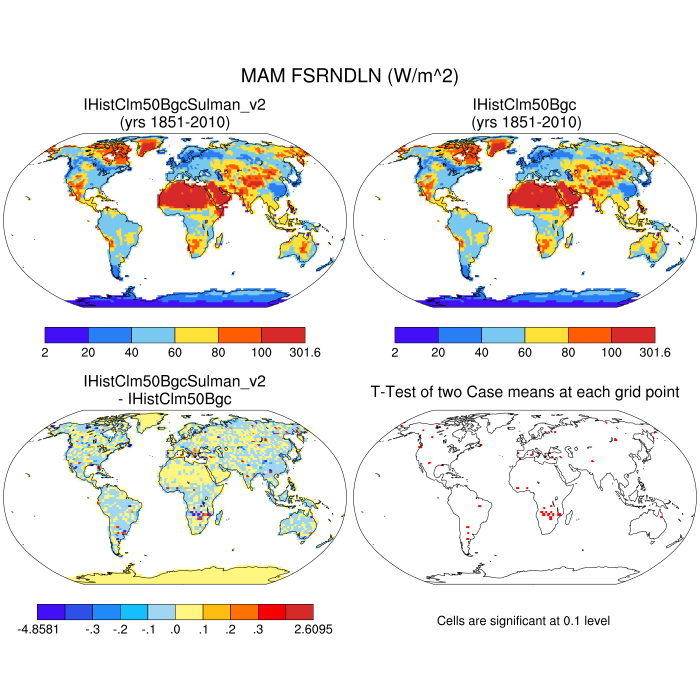 MAM FSRNDLN (W/m^2)
IHistClm50BgcSulman_v2
(yrs 1851-2010)
IHistClm50Bgc
(yrs 1851-2010)
2 20 40 60 80 100 301.6
2 20 40 60 80 100 301.6
IHistClm50BgcSulman_v2
- IHistClm50Bgc
T-Test of two Case means at each grid point
-4.8581 -.3 -.2 -.1 .0 .1 .2 .3 2.6095
Cells are significant at 0.1 level